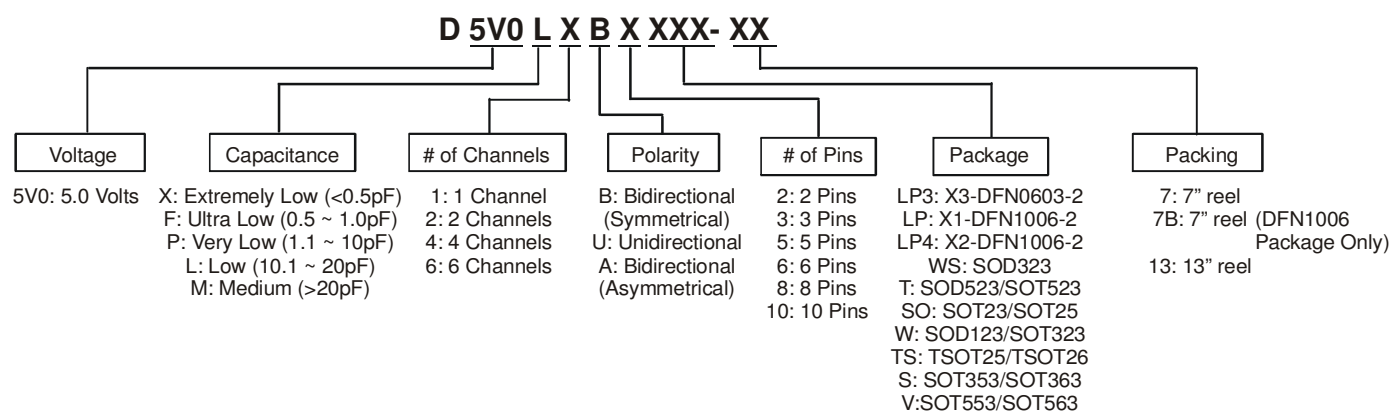 D 5V0 L X B X XXX- XX
Voltage
5V0: 5.0 Volts
Capacitance
X: Extremely Low (<0.5pF)
F: Ultra Low (0.5 ~ 1.0pF)
P: Very Low (1.1 ~ 10pF)
L: Low (10.1 ~ 20pF)
M: Medium (>20pF)
# of Channels
1: 1 Channel
2: 2 Channels
4: 4 Channels
6: 6 Channels
Polarity
B: Bidirectional
(Symmetrical)
U: Unidirectional
A: Bidirectional
(Asymmetrical)
# of Pins
2: 2 Pins
3: 3 Pins
5: 5 Pins
6: 6 Pins
8: 8 Pins
10: 10 Pins
Package
LP3: X3-DFN0603-2
LP: X1-DFN1006-2
LP4: X2-DFN1006-2
WS: SOD323
T: SOD523/SOT523
SO: SOT23/SOT25
W: SOD123/SOT323
TS: TSOT25/TSOT26
S: SOT353/SOT363
V:SOT553/SOT563
Packing
7: 7” reel
7B: 7” reel (DFN1006
Package Only)
13: 13” reel